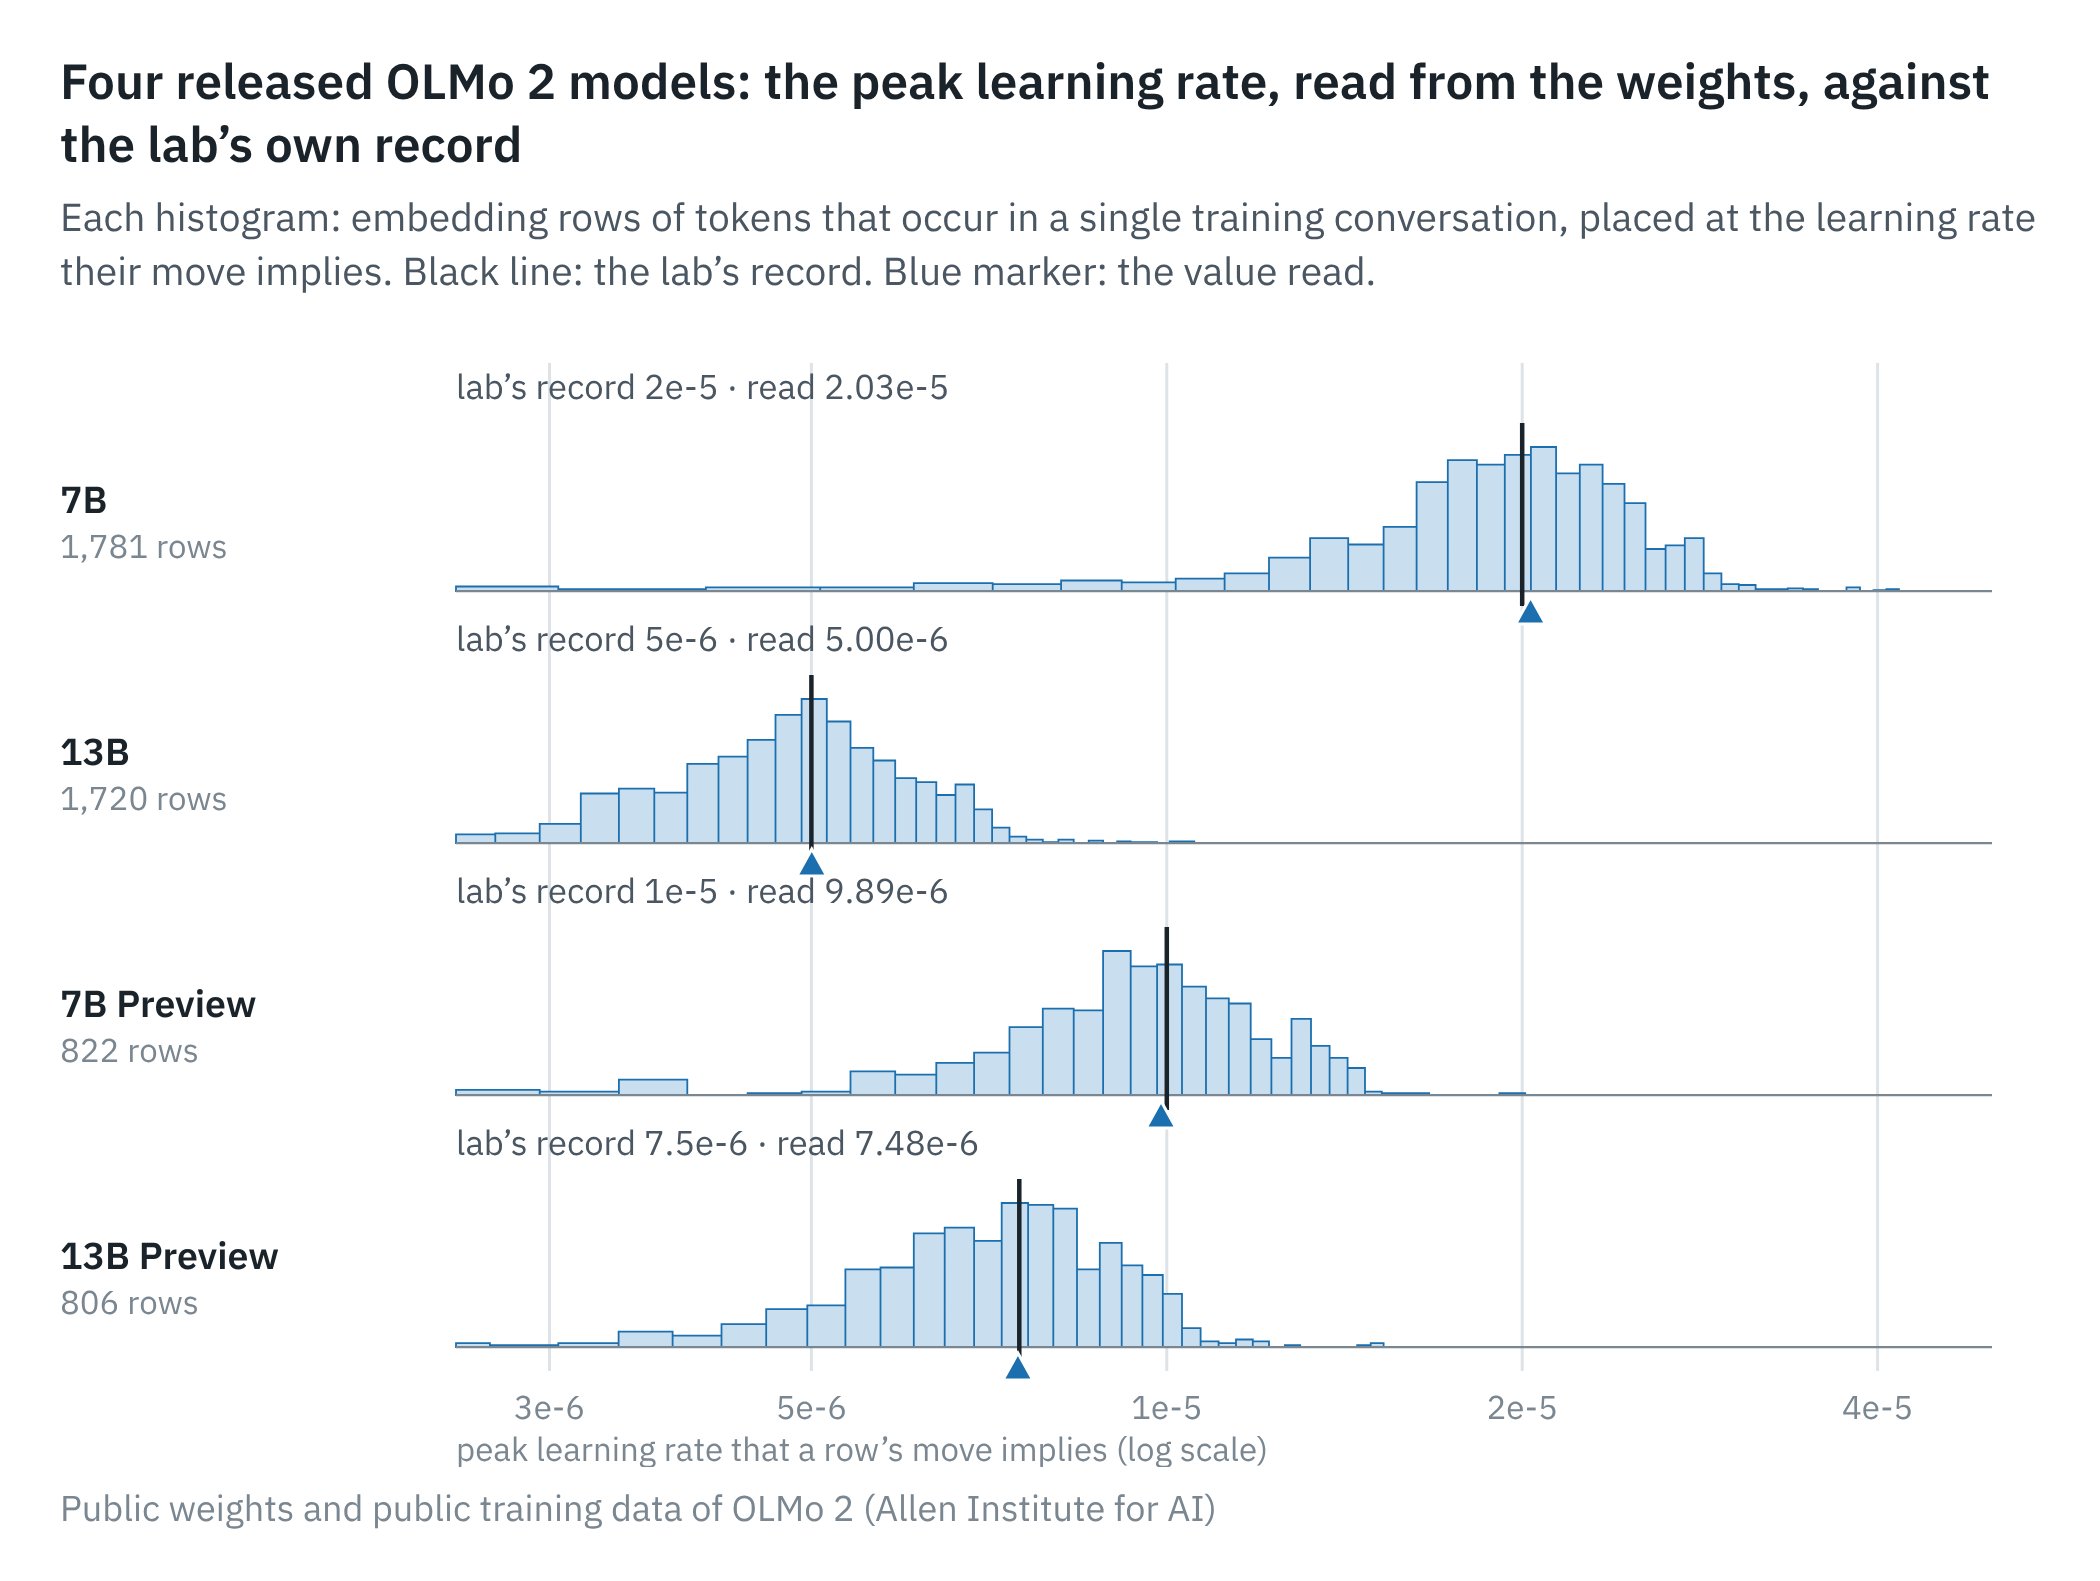 Four released OLMo 2 models: the peak learning rate, read from the weights, against
the lab’s own record
Each histogram: embedding rows of tokens that occur in a single training conversation, placed at the learning rate
their move implies. Black line: the lab’s record. Blue marker: the value read.
lab’s record 2e-5 · read 2.03e-5
7B
1,781 rows
lab’s record 5e-6 · read 5.00e-6
13B
1,720 rows
lab’s record 1e-5 · read 9.89e-6
7B Preview
822 rows
lab’s record 7.5e-6 · read 7.48e-6
13B Preview
806 rows
3e-6 5e-6 1e-5 2e-5 4e-5
peak learning rate that a row’s move implies (log scale)
Public weights and public training data of OLMo 2 (Allen Institute for AI)